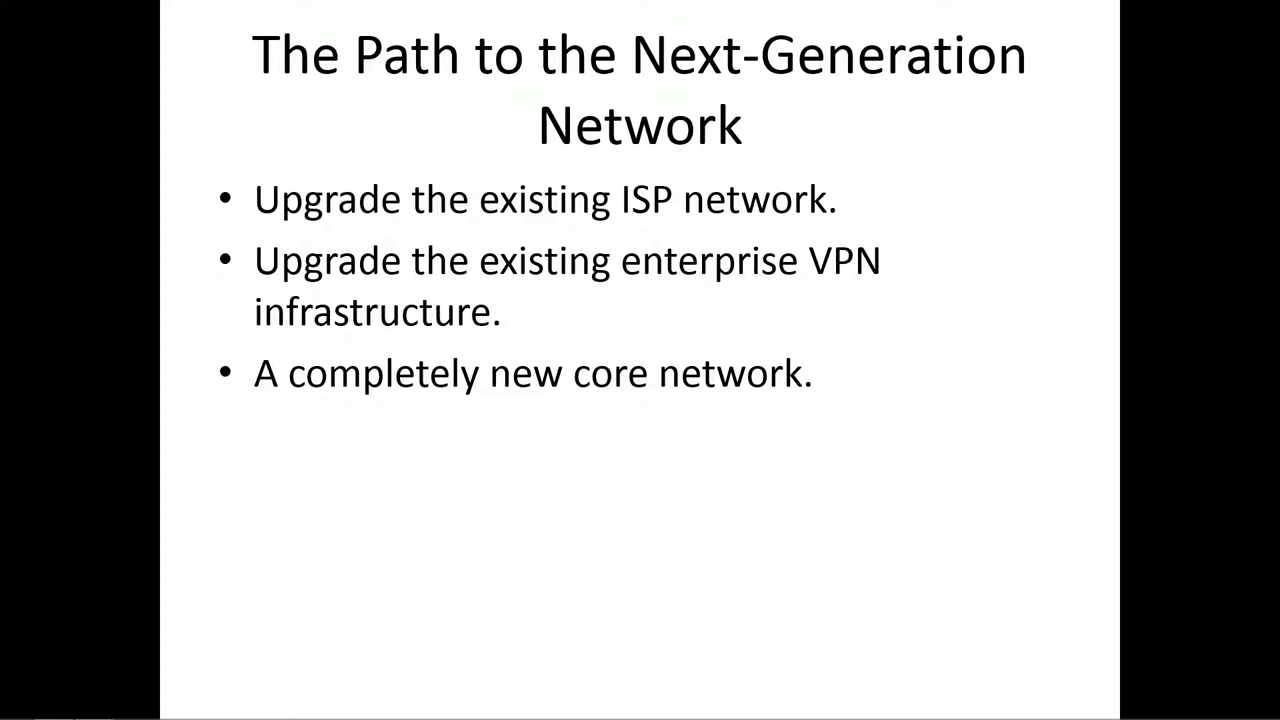 The Path to the Next-Generation
Network
• Upgrade the existing ISP network.
• Upgrade the existing enterprise VPN
infrastructure.
• A completely new core network.